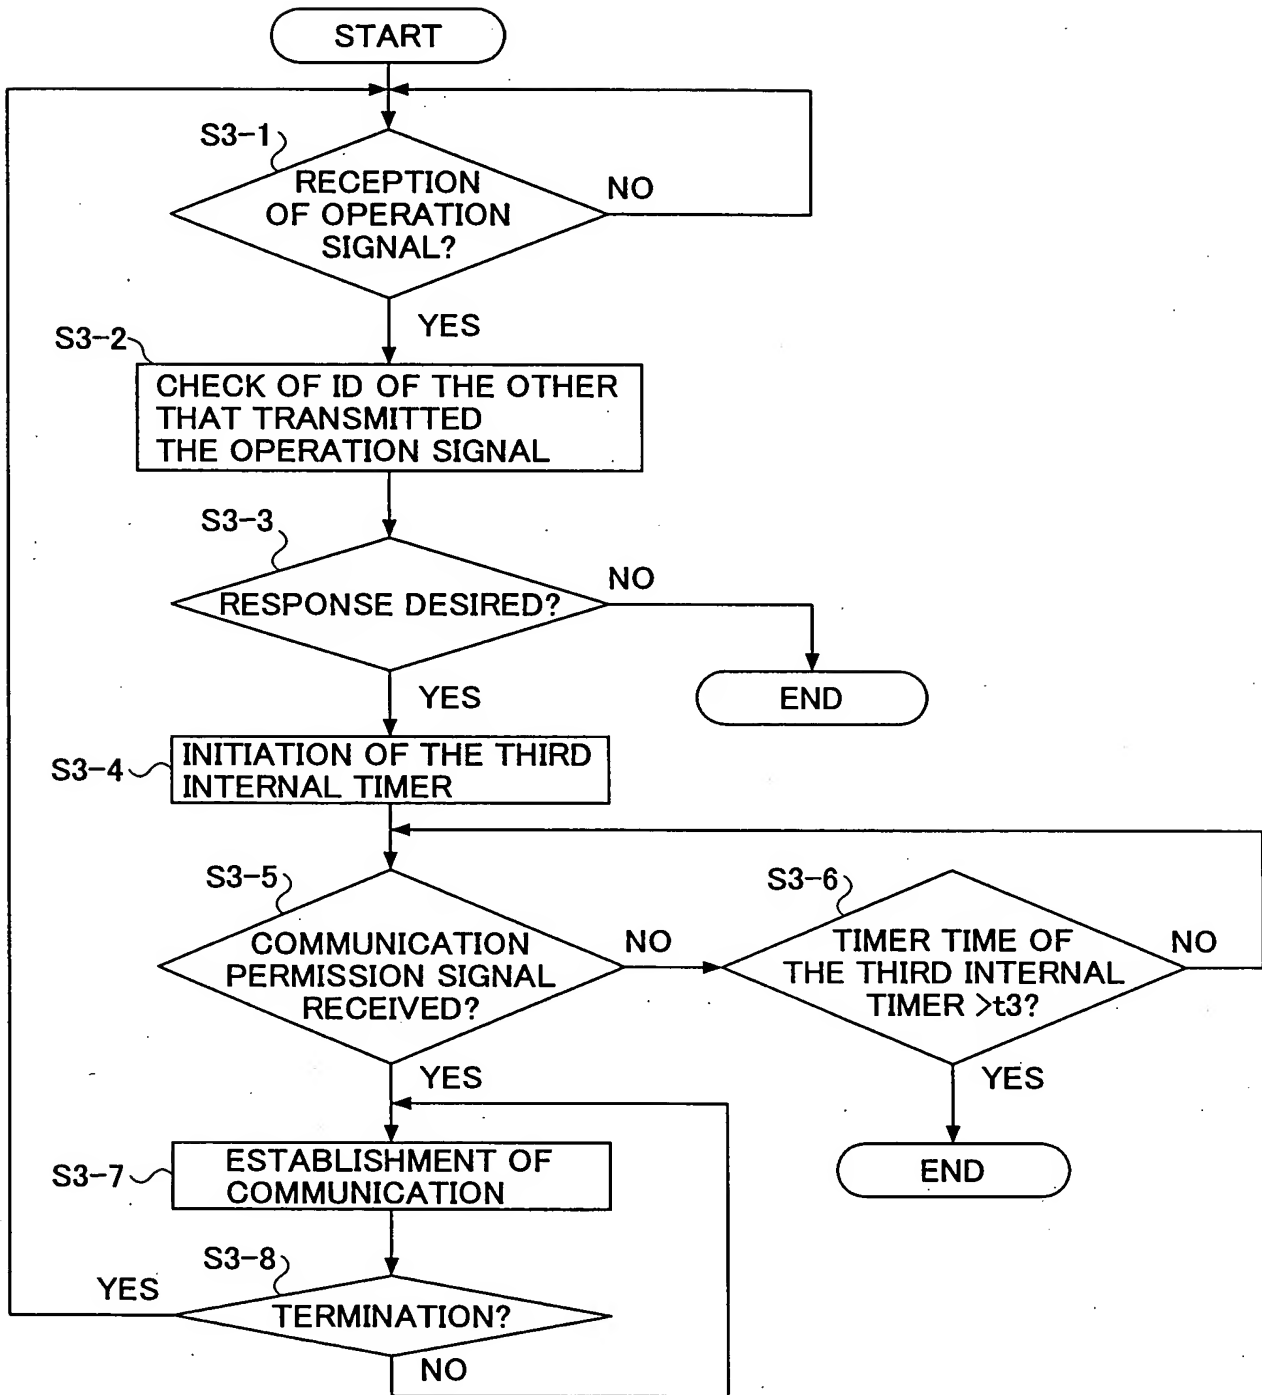 START
S3-1
RECEPTION
OF OPERATION
SIGNAL?
NO
YES
S3-2
CHECK OF ID OF THE OTHER
THAT TRANSMITTED
THE OPERATION SIGNAL
S3-3
RESPONSE DESIRED?
NO
YES
END
S3-4
INITIATION OF THE THIRD
INTERNAL TIMER
S3-5
COMMUNICATION
PERMISSION SIGNAL
RECEIVED?
NO
S3-6
TIMER TIME OF
THE THIRD INTERNAL
TIMER >t3?
NO
YES
YES
END
S3-7
ESTABLISHMENT OF
COMMUNICATION
S3-8
YES
TERMINATION?
NO